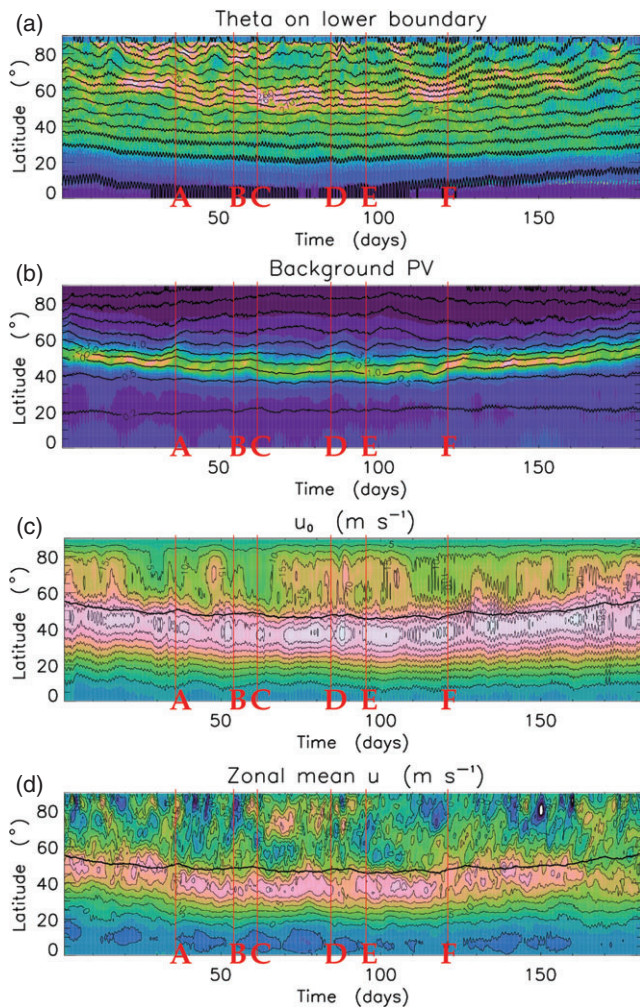 (a) Theta on lower boundary
Latitude (°)
80
60
40
20
0
275
A B C D E F
50 100 150
Time (days)
(b) Background PV
Latitude (°)
80
60
40
20
0
A B C D E F
50 100 150
Time (days)
(c) u₀ (m s⁻¹)
Latitude (°)
80
60
40
20
0
A B C D E F
50 100 150
Time (days)
(d) Zonal mean u (m s⁻¹)
Latitude (°)
80
60
40
20
0
A B C D E F
50 100 150
Time (days)